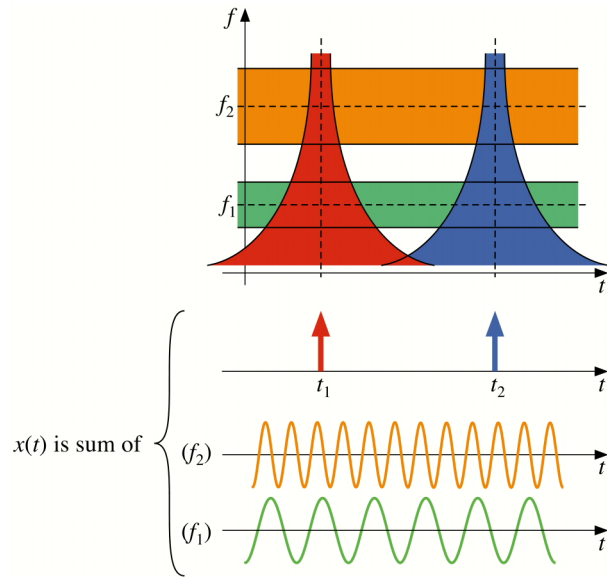 f
f₂
f₁
t
t
t₁
t₂
x(t) is sum of
(f₂)
t
(f₁)
t